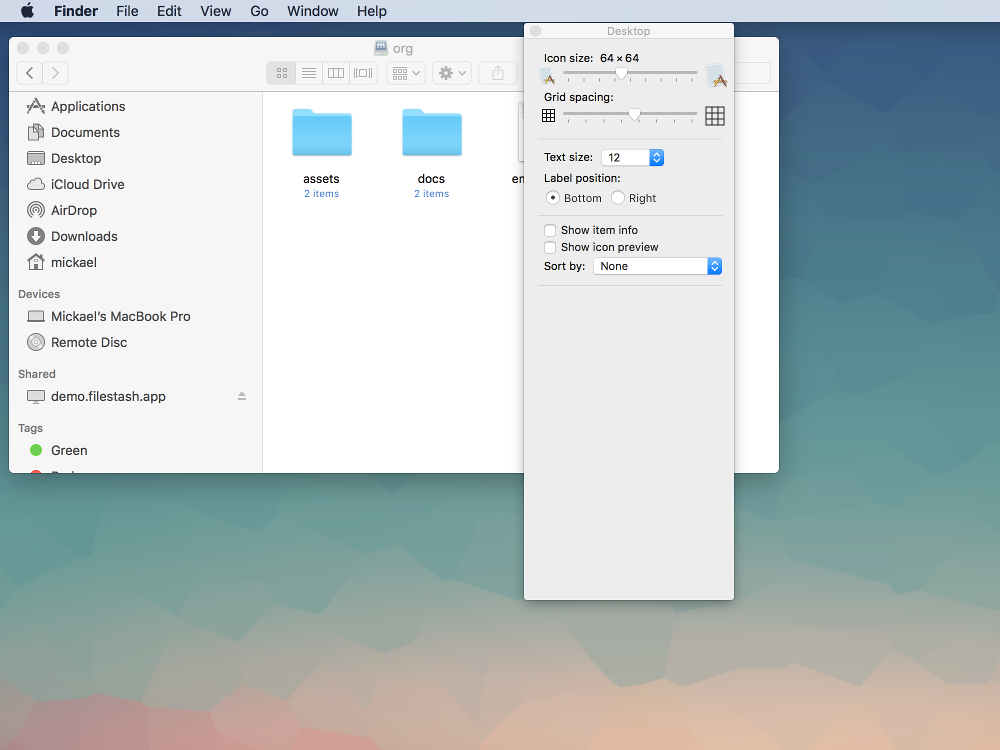 Finder File Edit View Go Window Help
org
Applications
Documents
Desktop
iCloud Drive
AirDrop
Downloads
mickael
Devices
Mickael's MacBook Pro
Remote Disc
Shared
demo.filestash.app
Tags
Green
assets
2 items
docs
2 items
en
Desktop
Icon size: 64 × 64
Grid spacing:
Text size: 12
Label position:
Bottom Right
Show item info
Show icon preview
Sort by: None